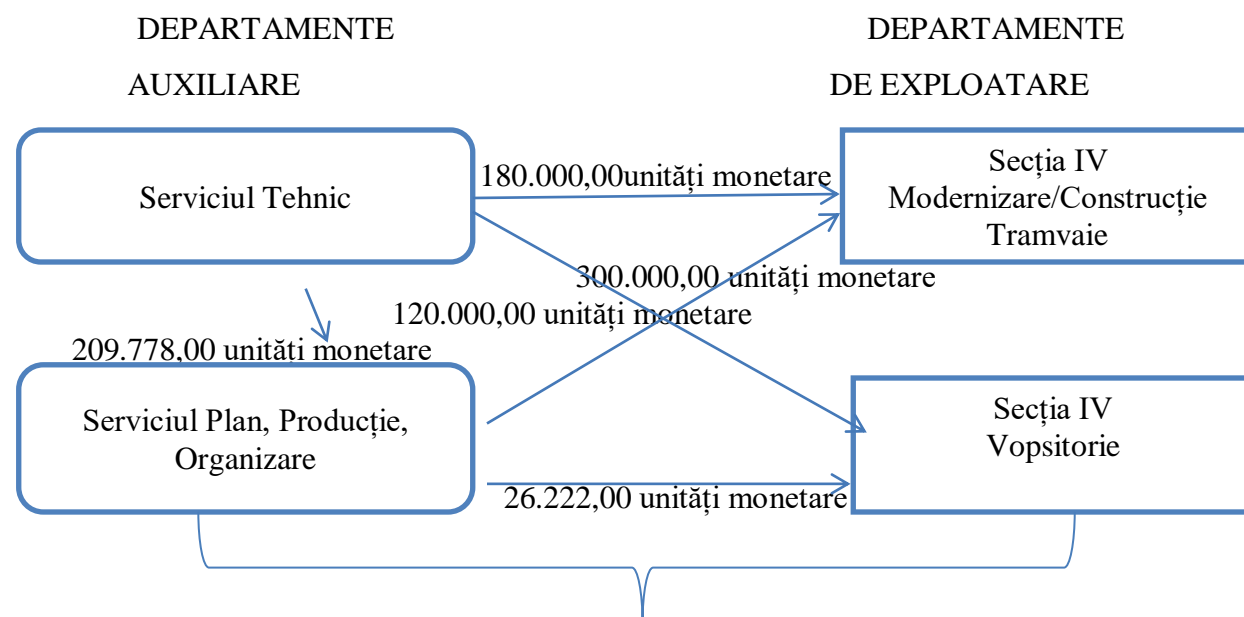 DEPARTAMENTE
AUXILIARE
DEPARTAMENTE
DE EXPLOATARE
Serviciul Tehnic
180.000,00unități monetare
Secția IV
Modernizare/Construcție
Tramvaie
300.000,00 unități monetare
120.000,00 unități monetare
209.778,00 unități monetare
Serviciul Plan, Producție,
Organizare
Secția IV
Vopsitorie
26.222,00 unități monetare